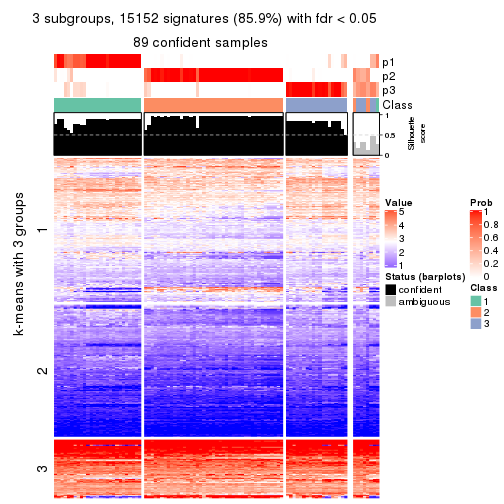 3 subgroups, 15152 signatures (85.9%) with fdr < 0.05
89 confident samples
p1
p2
p3
Class
1
0.5
0
Silhouette
score
k-means with 3 groups
1
2
3
Value
5
4
3
2
1
Status (barplots)
confident
ambiguous
Prob
1
0.8
0.6
0.4
0.2
0
Class
1
2
3